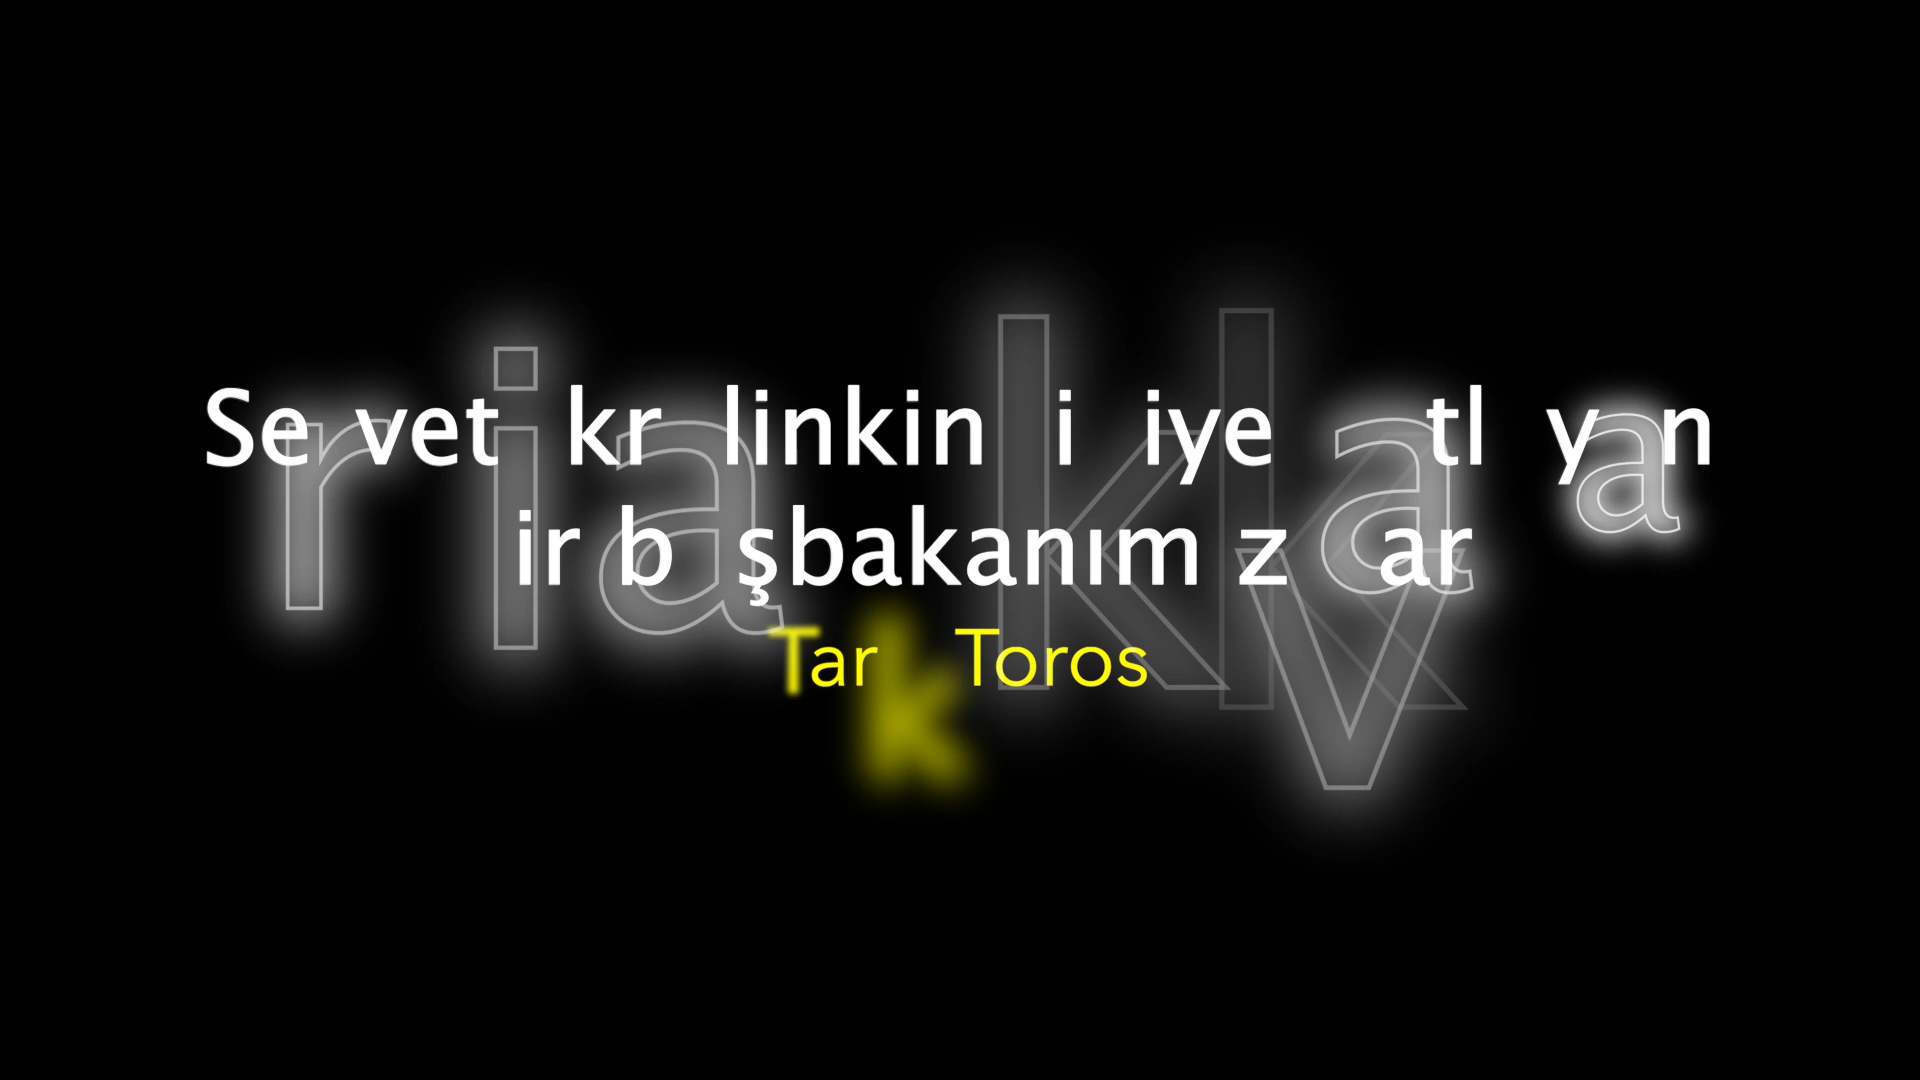 Se vet kr linkin i iye tl y n
ir b şbakanım z ar
Tar k Toros